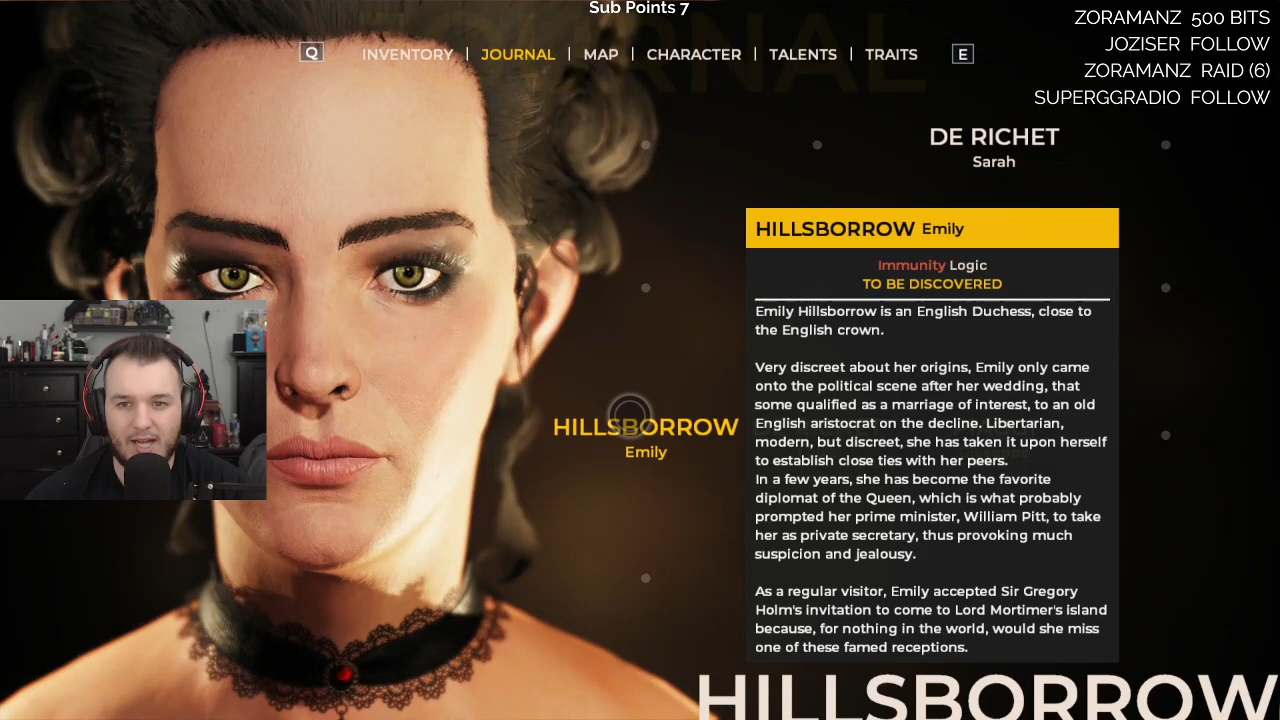 Sub Points 7
ZORAMANZ 500 BITS
JOZISER FOLLOW
ZORAMANZ RAID (6)
SUPERGGRADIO FOLLOW
Q INVENTORY | JOURNAL | MAP | CHARACTER | TALENTS | TRAITS E
DE RICHET
Sarah
HILLSBORROW
Emily
HILLSBORROW Emily
Immunity Logic
TO BE DISCOVERED
Emily Hillsborrow is an English Duchess, close to
the English crown.
Very discreet about her origins, Emily only came
onto the political scene after her wedding, that
some qualified as a marriage of interest, to an old
English aristocrat on the decline. Libertarian,
modern, but discreet, she has taken it upon herself
to establish close ties with her peers.
In a few years, she has become the favorite
diplomat of the Queen, which is what probably
prompted her prime minister, William Pitt, to take
her as private secretary, thus provoking much
suspicion and jealousy.
As a regular visitor, Emily accepted Sir Gregory
Holm's invitation to come to Lord Mortimer's island
because, for nothing in the world, would she miss
one of these famed receptions.
HILLSBORROW